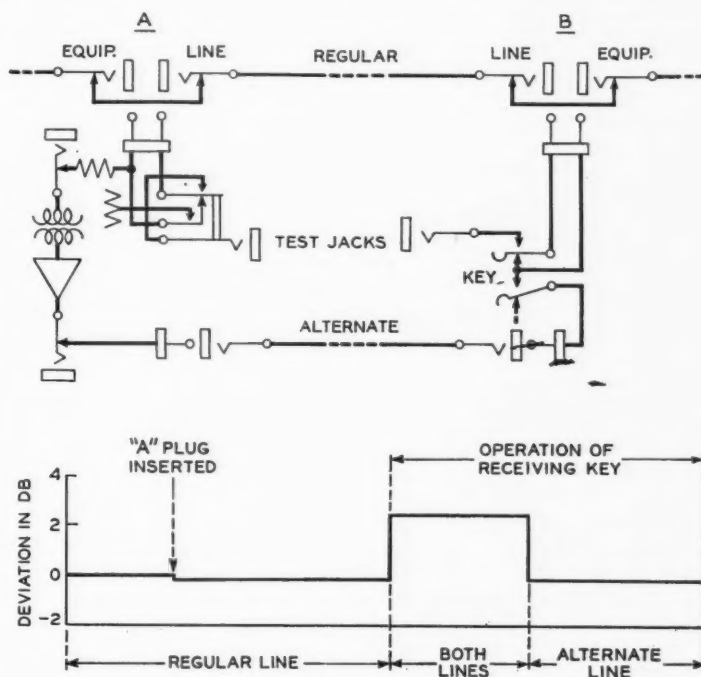 A B
EQUIP. LINE REGULAR LINE EQUIP.
TEST JACKS
KEY
ALTERNATE
"A" PLUG
INSERTED
OPERATION OF
RECEIVING KEY
DEVIATION IN DB
4
2
0
-2
REGULAR LINE
BOTH
LINES
ALTERNATE
LINE